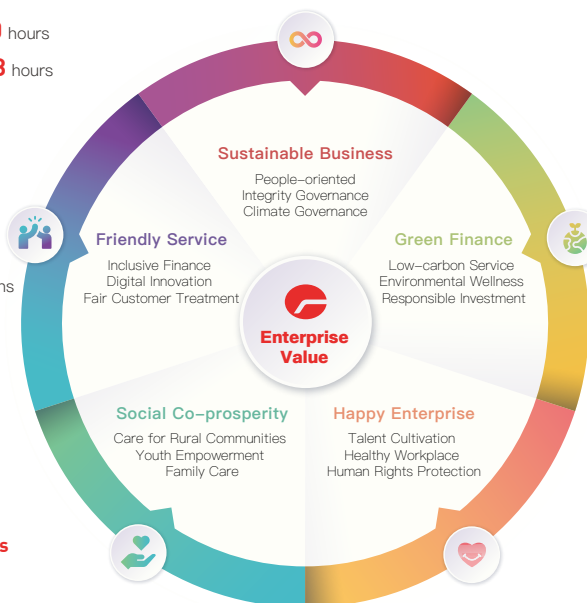 hours
hours
Sustainable Business
People-oriented
Integrity Governance
Climate Governance
Friendly Service
Inclusive Finance
Digital Innovation
Fair Customer Treatment
Green Finance
Low-carbon Service
Environmental Wellness
Responsible Investment
Enterprise
Value
Social Co-prosperity
Care for Rural Communities
Youth Empowerment
Family Care
Happy Enterprise
Talent Cultivation
Healthy Workplace
Human Rights Protection